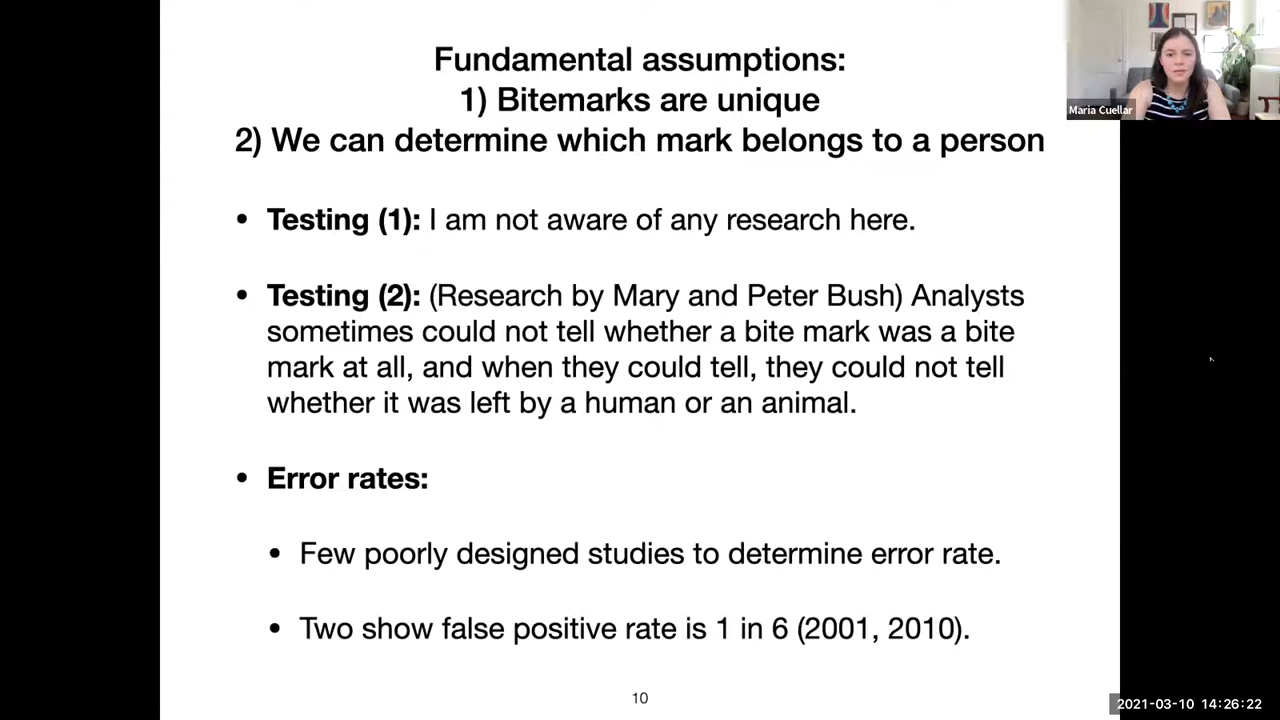 Fundamental assumptions:
1) Bitemarks are unique
2) We can determine which mark belongs to a person
• Testing (1): I am not aware of any research here.
• Testing (2): (Research by Mary and Peter Bush) Analysts
sometimes could not tell whether a bite mark was a bite
mark at all, and when they could tell, they could not tell
whether it was left by a human or an animal.
• Error rates:
• Few poorly designed studies to determine error rate.
• Two show false positive rate is 1 in 6 (2001, 2010).
10
Maria Cuellar
2021-03-10 14:26:22